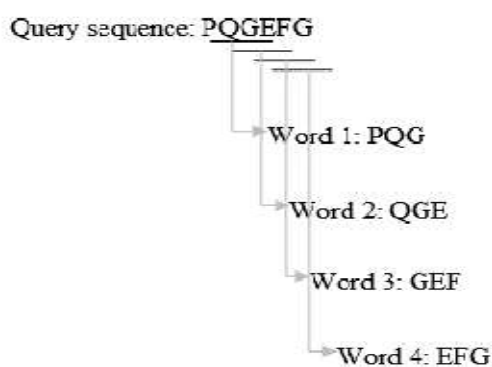 Query sequence: PQGEFG
Word 1: PQG
Word 2: QGE
Word 3: GEF
Word 4: EFG